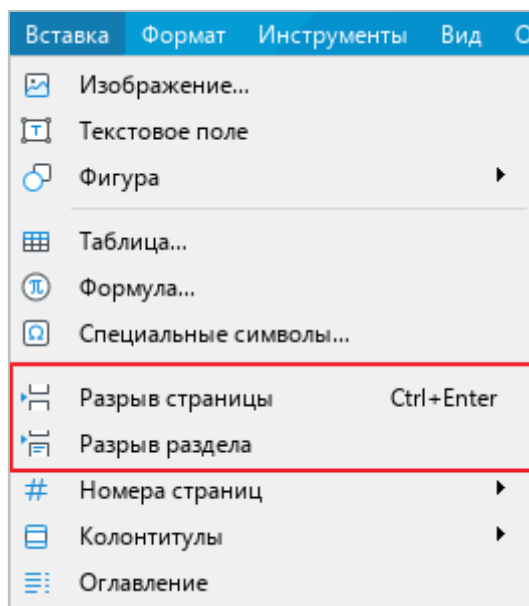 Вставка Формат Инструменты Вид
Изображение...
Текстовое поле
Фигура
Таблица...
Формула...
Специальные символы...
Разрыв страницы Ctrl+Enter
Разрыв раздела
Номера страниц
Колонтитулы
Оглавление